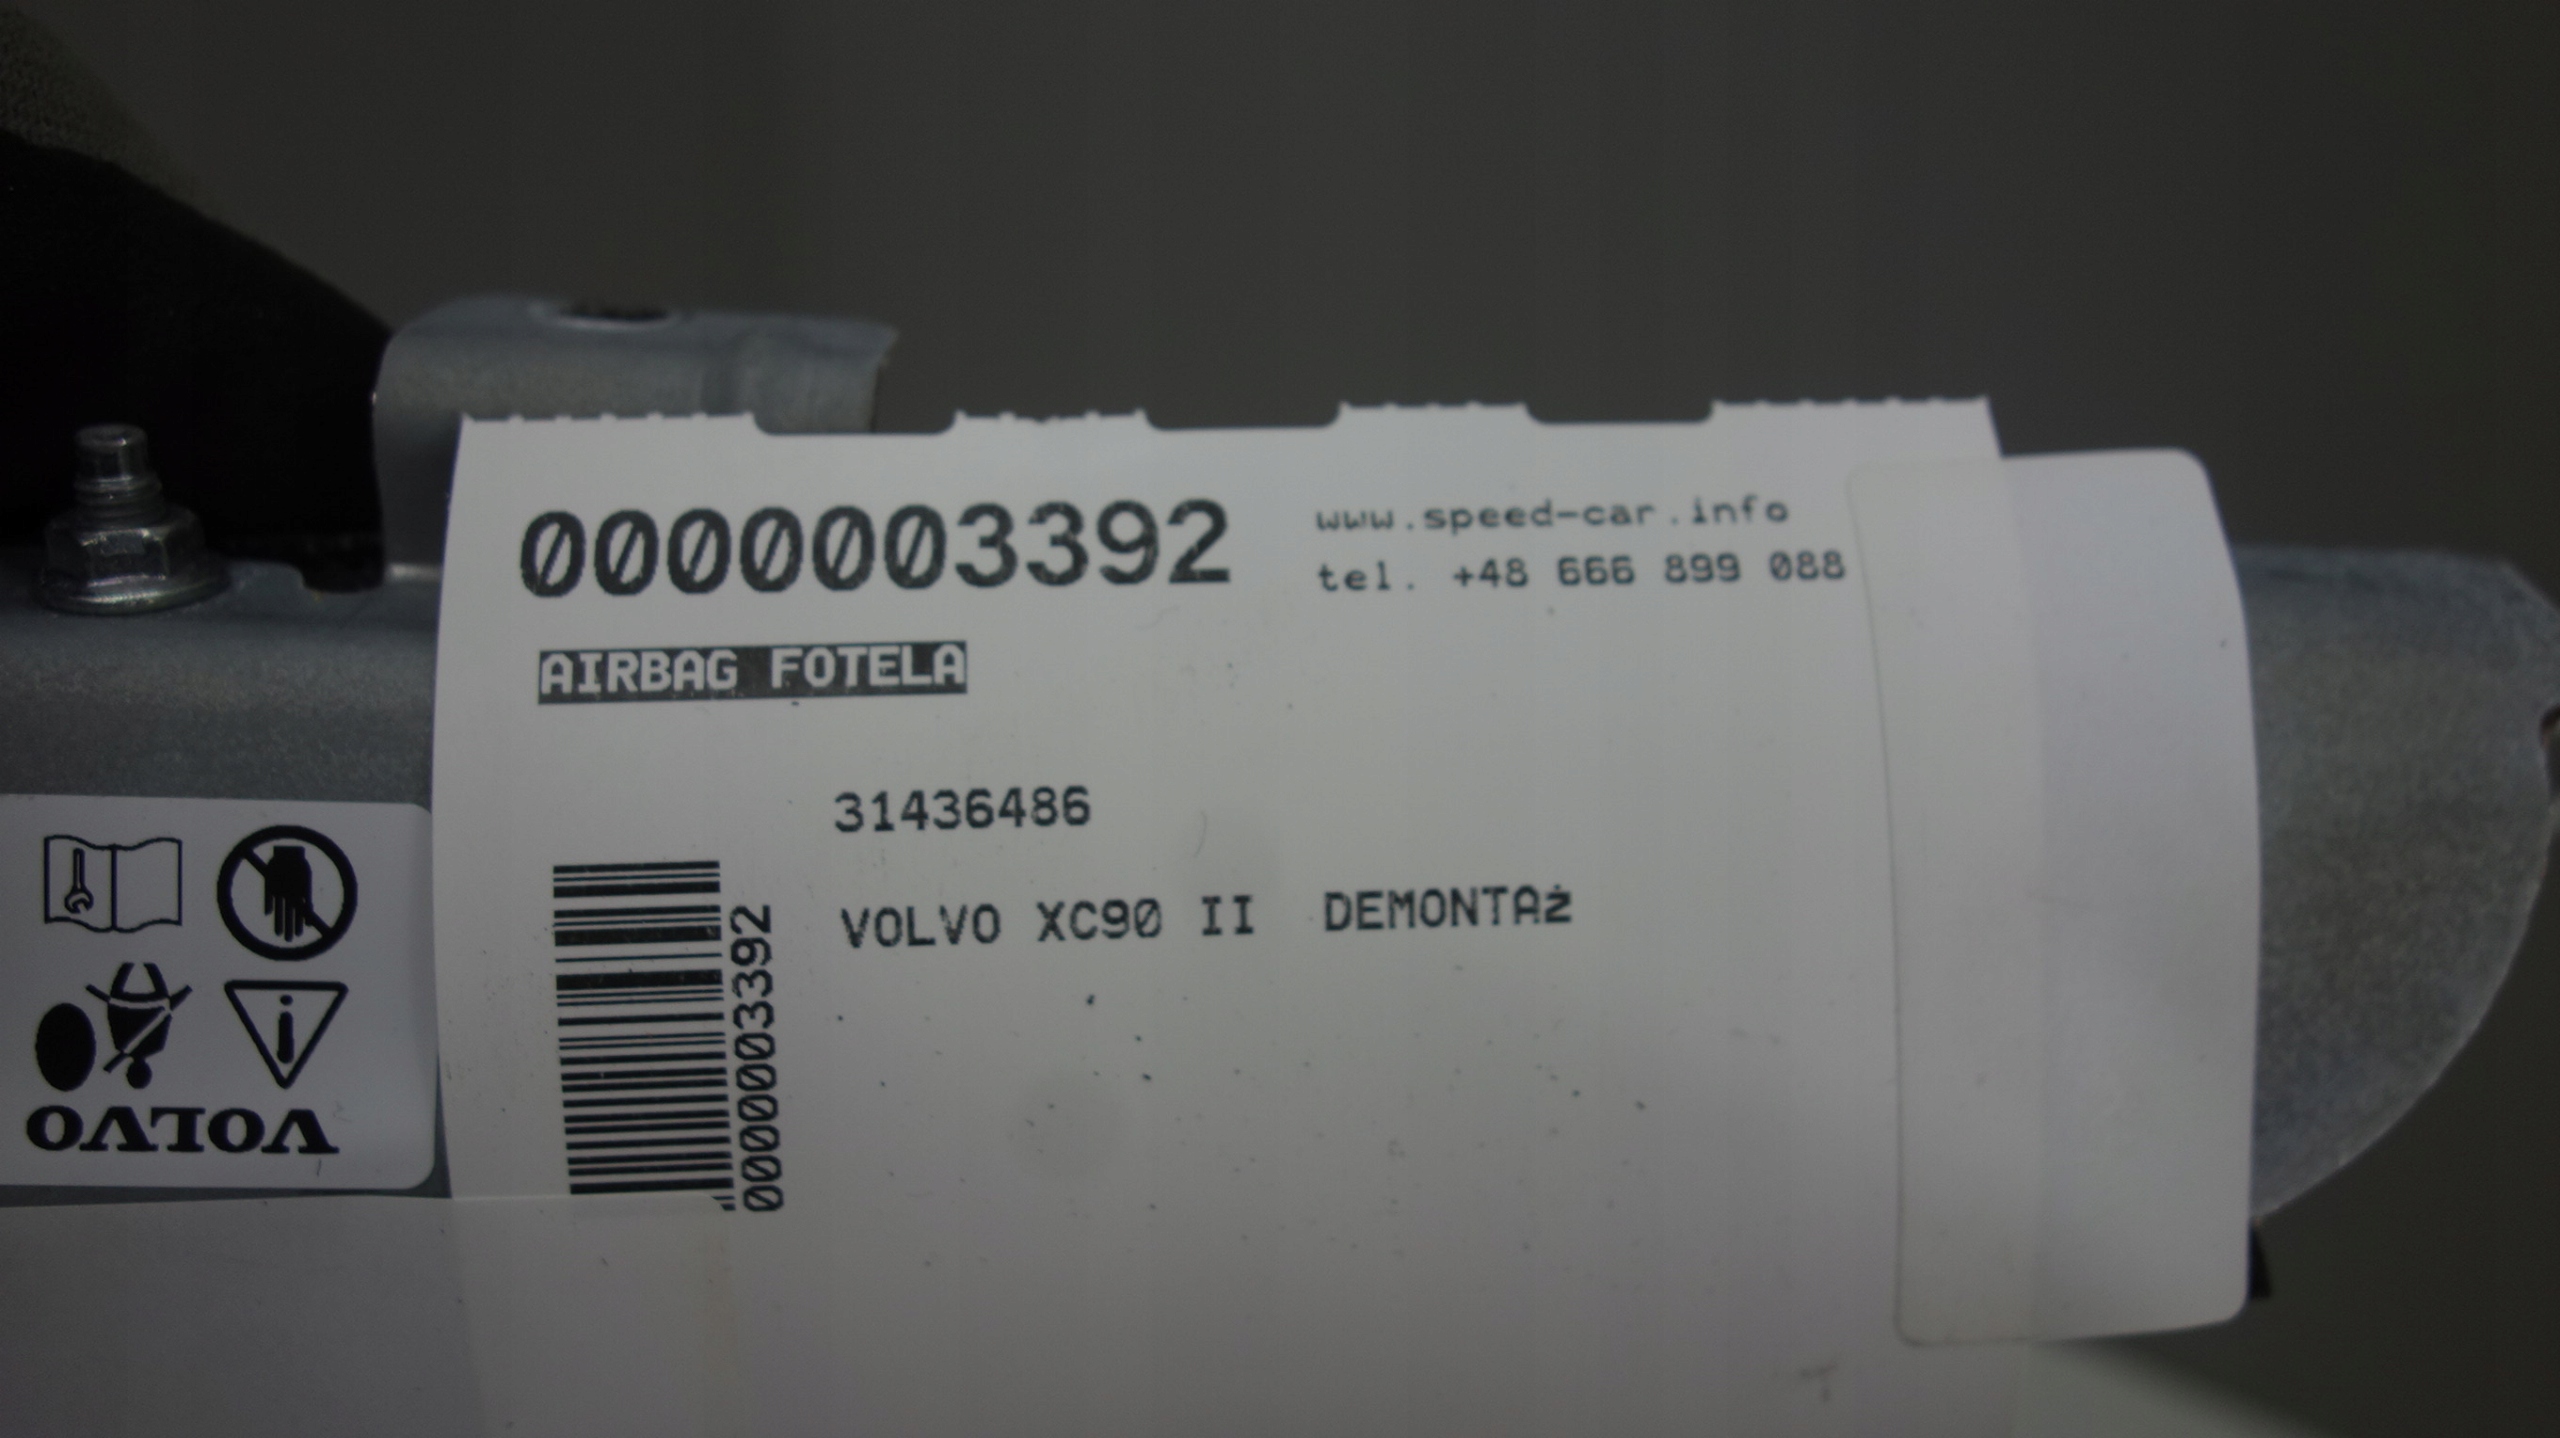 0000003392
www.speed-car.info
tel. +48 666 899 088
AIRBAG FOTELA
31436486
VOLVO XC90 II DEMONTAż
0000003392
VOLVO